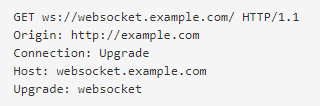 GET ws://websocket.example.com/ HTTP/1.1
Origin: http://example.com
Connection: Upgrade
Host: websocket.example.com
Upgrade: websocket